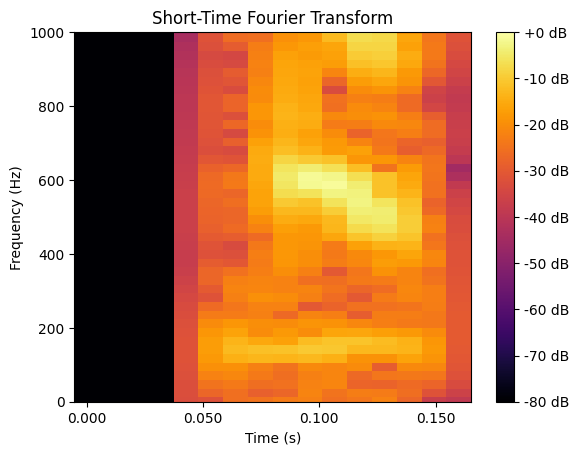 Short-Time Fourier Transform
Frequency (Hz)
1000
800
600
400
200
0
0.000
0.050
0.100
0.150
Time (s)
+0 dB
-10 dB
-20 dB
-30 dB
-40 dB
-50 dB
-60 dB
-70 dB
-80 dB